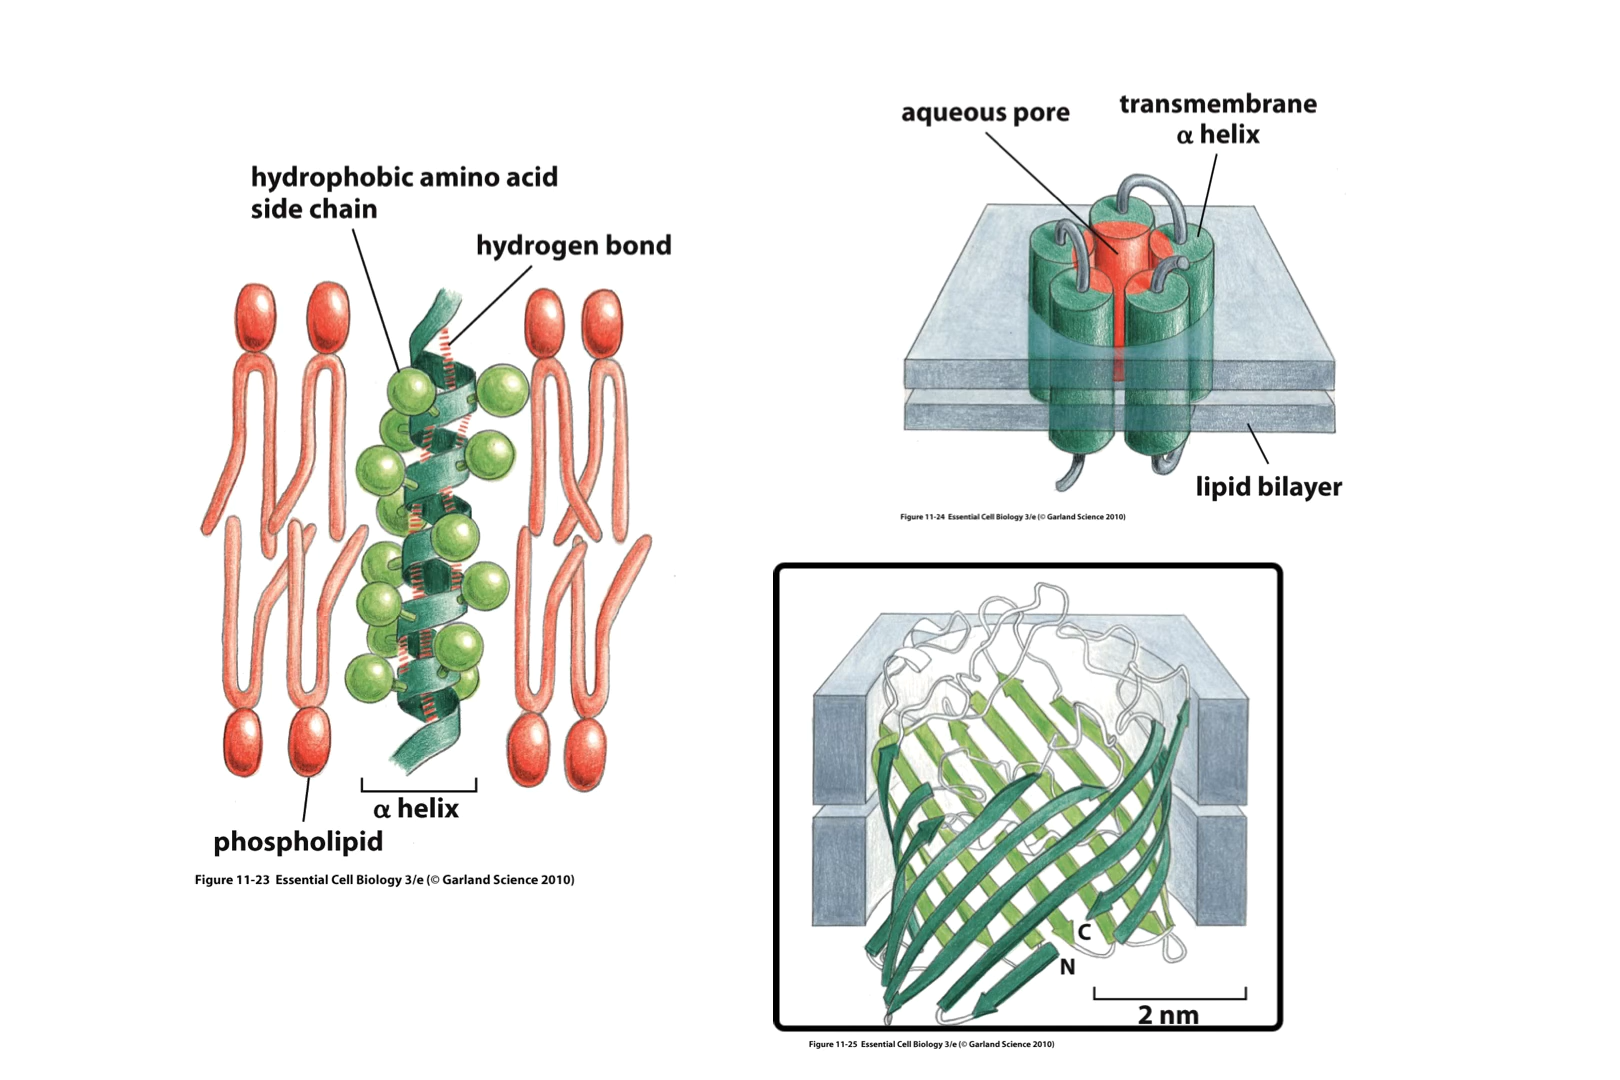 hydrophobic amino acid
side chain
hydrogen bond
α helix
phospholipid
Figure 11-23 Essential Cell Biology 3/e (© Garland Science 2010)
aqueous pore
transmembrane
α helix
lipid bilayer
Figure 11-24 Essential Cell Biology 3/e (© Garland Science 2010)
C
N
2 nm
Figure 11-25 Essential Cell Biology 3/e (© Garland Science 2010)